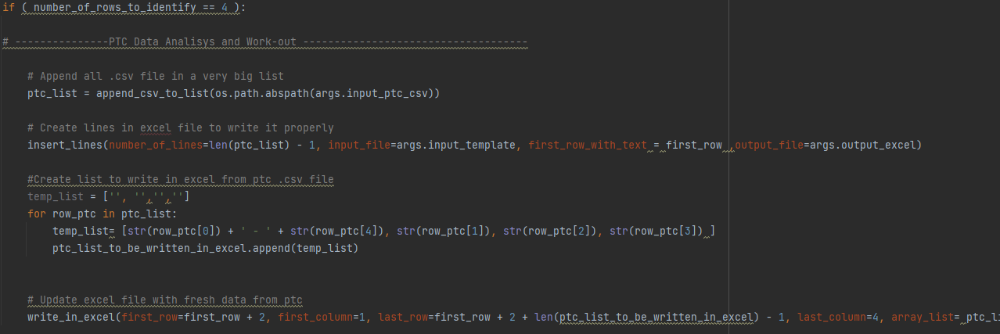 if ( number_of_rows_to_identify == 4 ):
# ---------------PTC Data Analisys and Work-out ------------------------------------
# Append all .csv file in a very big list
ptc_list = append_csv_to_list(os.path.abspath(args.input_ptc_csv))
# Create lines in excel file to write it properly
insert_lines(number_of_lines=len(ptc_list) - 1, input_file=args.input_template, first_row_with_text = first_row ,output_file=args.output_excel)
#Create list to write in excel from ptc .csv file
temp_list = ['', '','','']
for row_ptc in ptc_list:
temp_list= [str(row_ptc[0]) + ' - ' + str(row_ptc[4]), str(row_ptc[1]), str(row_ptc[2]), str(row_ptc[3]) ]
ptc_list_to_be_written_in_excel.append(temp_list)
# Update excel file with fresh data from ptc
write_in_excel(first_row=first_row + 2, first_column=1, last_row=first_row + 2 + len(ptc_list_to_be_written_in_excel) - 1, last_column=4, array_list= ptc_li